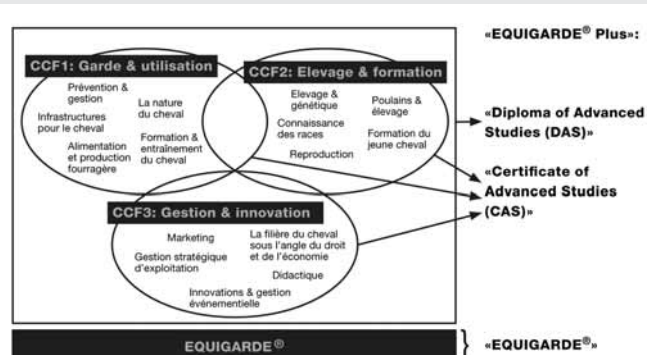 «EQUIGARDE® Plus»:
CCF1: Garde & utilisation
Prévention &
gestion
La nature
du cheval
Infrastructures
pour le cheval
Formation &
entraînement
du cheval
Alimentation
et production
fourragère
CCF2: Elevage & formation
Elevage &
génétique
Poulains &
élevage
Connaissance
des races
Formation du
jeune cheval
Reproduction
«Diploma of Advanced
Studies (DAS)»
«Certificate of
Advanced Studies
(CAS)»
CCF3: Gestion & innovation
Marketing
La filière du cheval
sous l'angle du droit
et de l'économie
Gestion stratégique
d'exploitation
Didactique
Innovations & gestion
événementielle
EQUIGARDE®
«EQUIGARDE®»